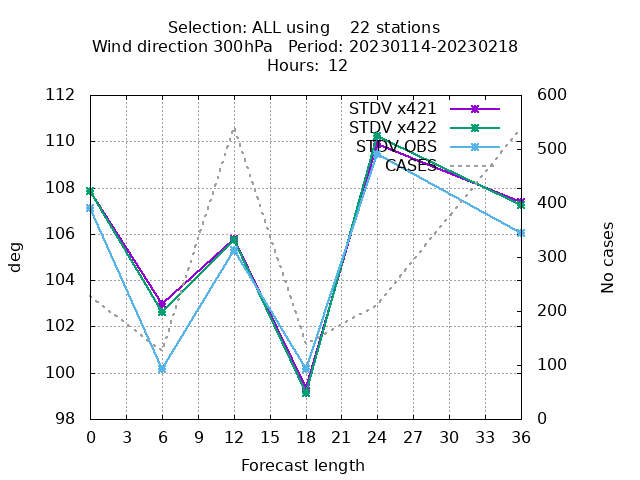 Selection: ALL using 22 stations
Wind direction 300hPa Period: 20230114-20230218
Hours: 12
112 600
STDV x421
STDV x422
110 500
STDV OBS
CASES
108 400
106
104 300
102 200
100 100
98 0
deg
No cases
0 3 6 9 12 15 18 21 24 27 30 33 36
Forecast length